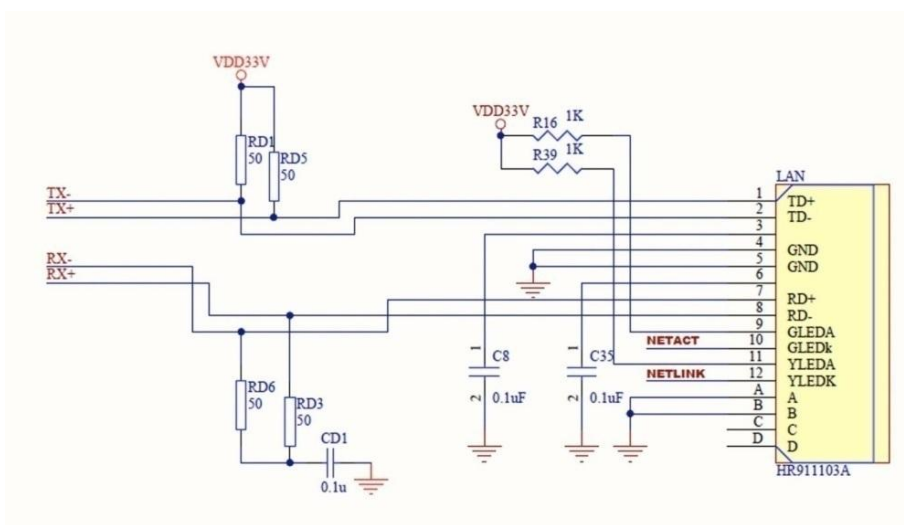 VDD33V
RD1
50
RD5
50
TX-
TX+
RX-
RX+
RD6
50
RD3
50
CD1
0.1u
VDD33V
R16 1K
R39 1K
1
C8
2 0.1uF
1
C35
2 0.1uF
NETACT
NETLINK
LAN
1 TD+
2 TD-
3
4 GND
5 GND
6
7 RD+
8 RD-
9 GLEDA
10 GLEDk
11 YLEDA
12 YLEDK
A A
B B
C C
D D
HR911103A